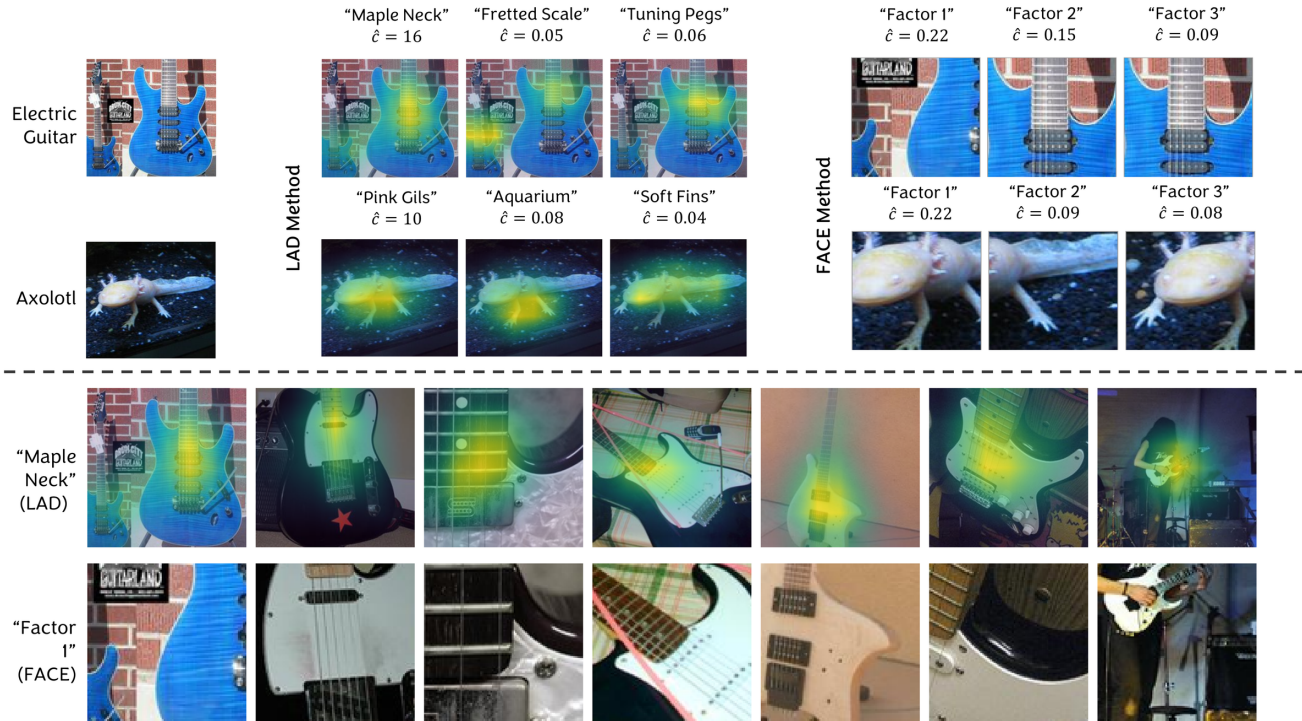 “Maple Neck” “Fretted Scale” “Tuning Pegs”
ĉ = 16 ĉ = 0.05 ĉ = 0.06
“Factor 1” “Factor 2” “Factor 3”
ĉ = 0.22 ĉ = 0.15 ĉ = 0.09
Electric
Guitar
GUITARLAND
LAD Method
FACE Method
“Pink Gils” “Aquarium” “Soft Fins”
ĉ = 10 ĉ = 0.08 ĉ = 0.04
“Factor 1” “Factor 2” “Factor 3”
ĉ = 0.22 ĉ = 0.09 ĉ = 0.08
Axolotl
“Maple
Neck”
(LAD)
“Factor
1”
(FACE)
GUITARLAND